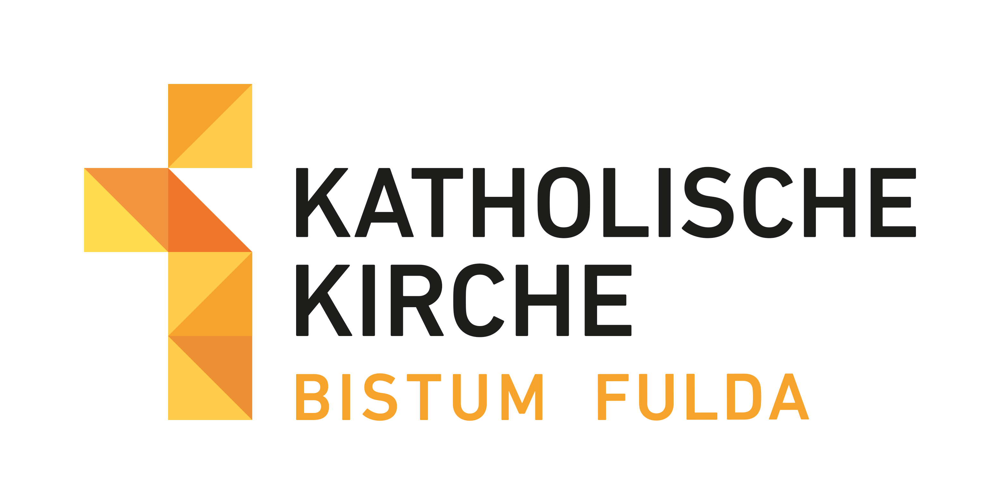 KATHOLISCHE
KIRCHE
BISTUM FULDA